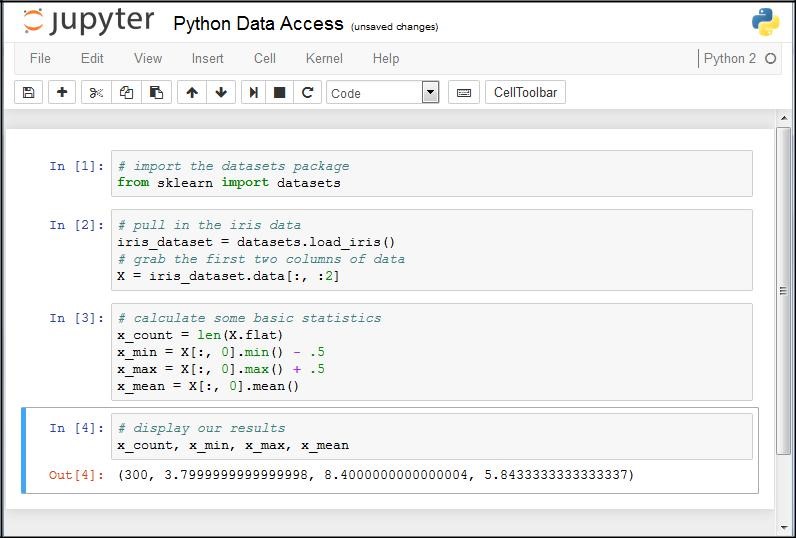 jupyter Python Data Access (unsaved changes)
File Edit View Insert Cell Kernel Help Python 2
Code CellToolbar
In [1]: # import the datasets package
from sklearn import datasets
In [2]: # pull in the iris data
iris_dataset = datasets.load_iris()
# grab the first two columns of data
X = iris_dataset.data[:, :2]
In [3]: # calculate some basic statistics
x_count = len(X.flat)
x_min = X[:, 0].min() - .5
x_max = X[:, 0].max() + .5
x_mean = X[:, 0].mean()
In [4]: # display our results
x_count, x_min, x_max, x_mean
Out[4]: (300, 3.7999999999999998, 8.4000000000000004, 5.8433333333333337)